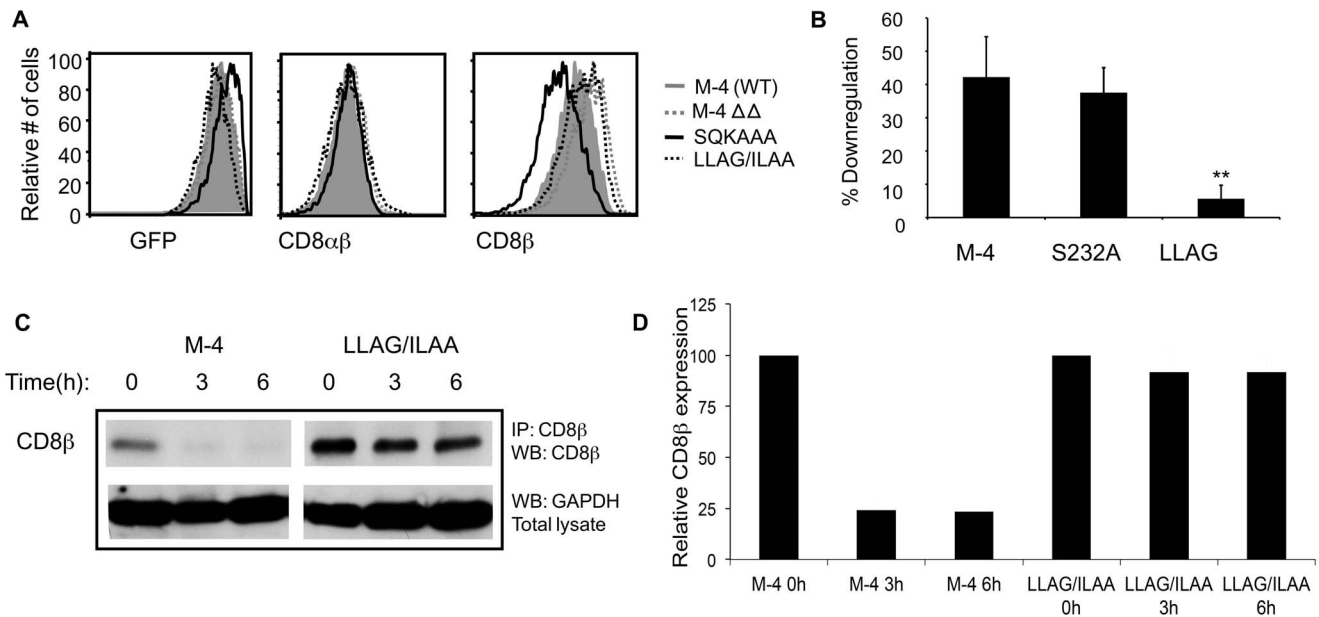 A
Relative # of cells
100
80
60
40
20
0
GFP
CD8αβ
CD8β
M-4 (WT)
M-4 ΔΔ
SQKAAA
LLAG/ILAA
B
% Downregulation
60
50
40
30
20
10
0
**
M-4 S232A LLAG
C
M-4 LLAG/ILAA
Time(h): 0 3 6 0 3 6
CD8β
IP: CD8β
WB: CD8β
WB: GAPDH
Total lysate
D
Relative CD8β expression
125
100
75
50
25
0
M-4 0h M-4 3h M-4 6h LLAG/ILAA LLAG/ILAA LLAG/ILAA
0h 3h 6h